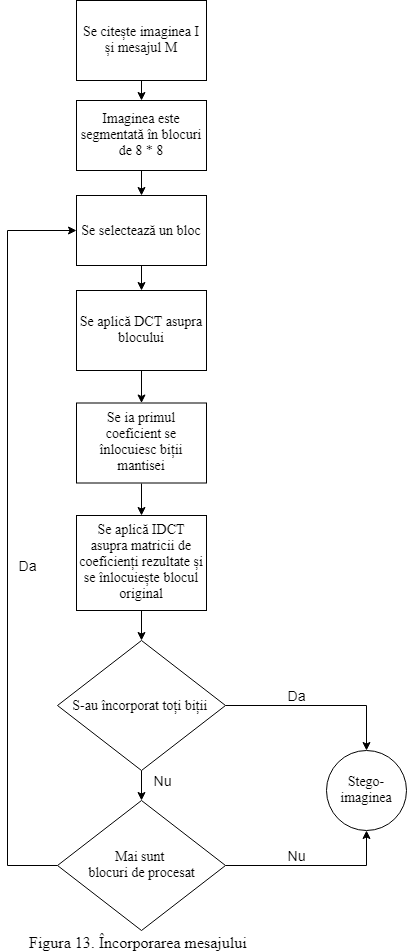 Se citește imaginea I
și mesajul M
Imaginea este
segmentată în blocuri
de 8 * 8
Se selectează un bloc
Se aplică DCT asupra
blocului
Se ia primul
coeficient se
înlocuiesc biții
mantisei
Se aplică IDCT
asupra matricii de
coeficienți rezultate și
se înlocuiește blocul
original
Da
S-au încorporat toți biții
Da
Nu
Stego-
imaginea
Mai sunt
blocuri de procesat
Nu
Figura 13. Încorporarea mesajului